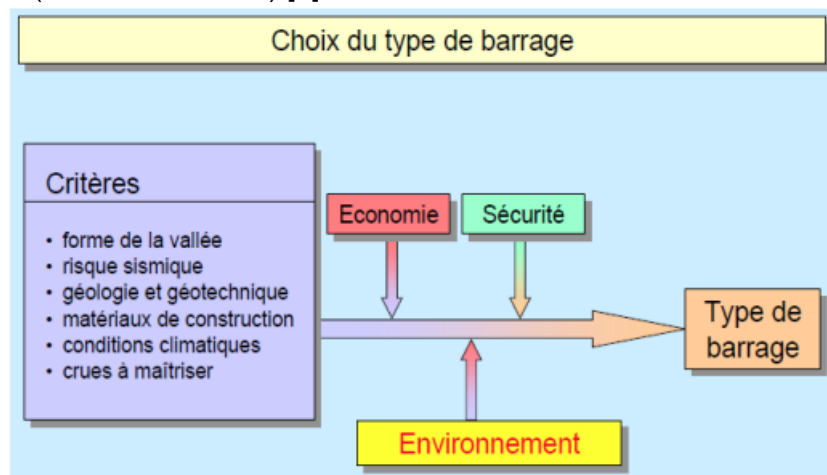 Choix du type de barrage
Critères
• forme de la vallée
• risque sismique
• géologie et géotechnique
• matériaux de construction
• conditions climatiques
• crues à maîtriser
Economie
Sécurité
Type de
barrage
Environnement